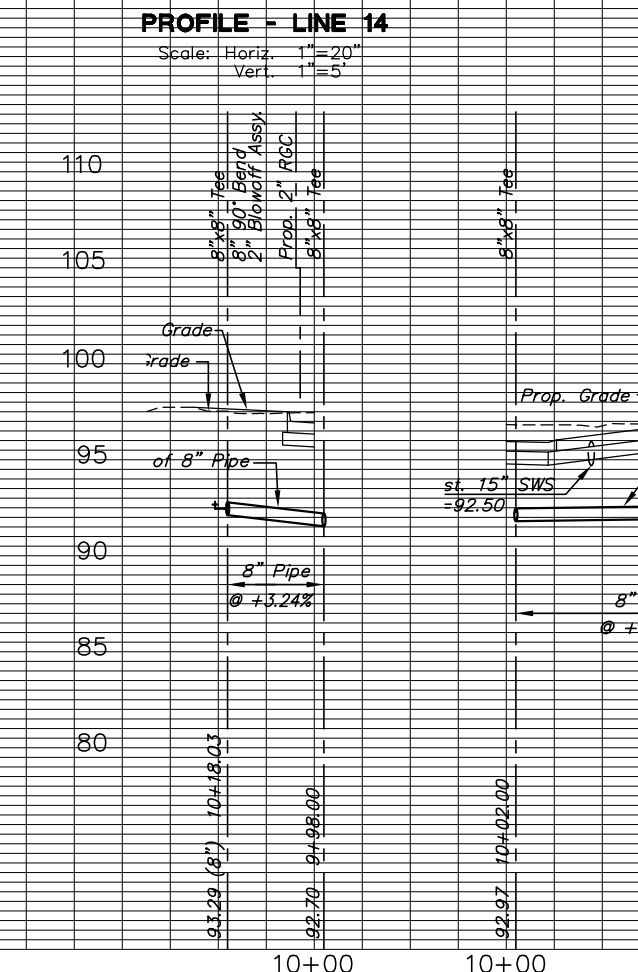 PROFILE - LINE 14
Scale: Horiz. 1"=20"
Vert. 1"=5'
110
105
100
95
90
85
80
8"x8" Tee
8" 90° Bend
2" Blowoff Assy.
Prop. 2" RGC
8"x8" Tee
8"x8" Tee
Grade
Grade
Prop. Grade
of 8" Pipe
st. 15" SWS
=92.50
8" Pipe
@ +3.24%
8"
@ +
93.29 (8") 10+18.03
92.70 9+98.00
92.97 10+02.00
10+00
10+00